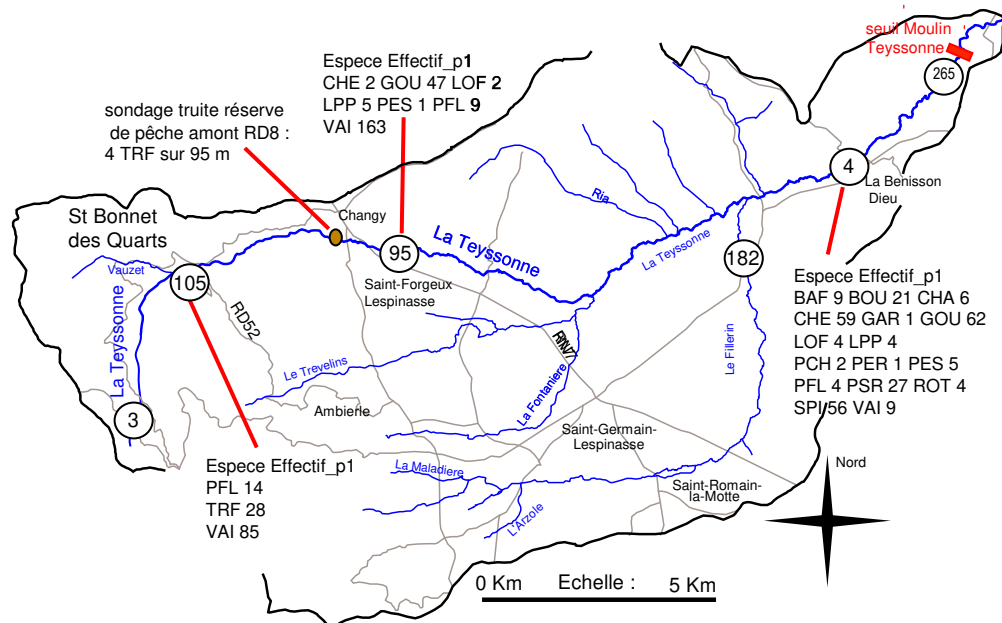 seuil Moulin
Teyssonne
265
Espece Effectif_p1
CHE 2 GOU 47 LOF 2
LPP 5 PES 1 PFL 9
VAI 163
sondage truite réserve
de pêche amont RD8 :
4 TRF sur 95 m
4
La Benisson
Dieu
Ria
St Bonnet
des Quarts
Changy
La Teyssonne
95
La Teyssonne
182
Vauzet
105
Saint-Forgeux
Lespinasse
RD52
La Teyssonne
Le Trevelins
Le Fillerin
Espece Effectif_p1
BAF 9 BOU 21 CHA 6
CHE 59 GAR 1 GOU 62
LOF 4 LPP 4
PCH 2 PER 1 PES 5
PFL 4 PSR 27 ROT 4
SPI 56 VAI 9
La Fontaniere
Ambierle
3
Saint-Germain-
Lespinasse
Espece Effectif_p1
PFL 14
TRF 28
VAI 85
La Maladiere
L'Arzole
Saint-Romain-
la-Motte
Nord
0 Km Echelle : 5 Km